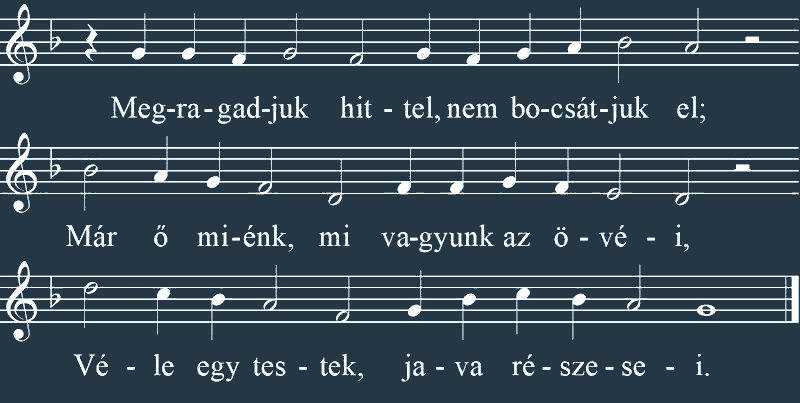 Meg-ra-gad-juk hit - tel, nem bo-csát-juk el;
Már ő mi-énk, mi va-gyunk az ö - vé - i,
Vé - le egy tes - tek, ja - va ré - sze - se - i.